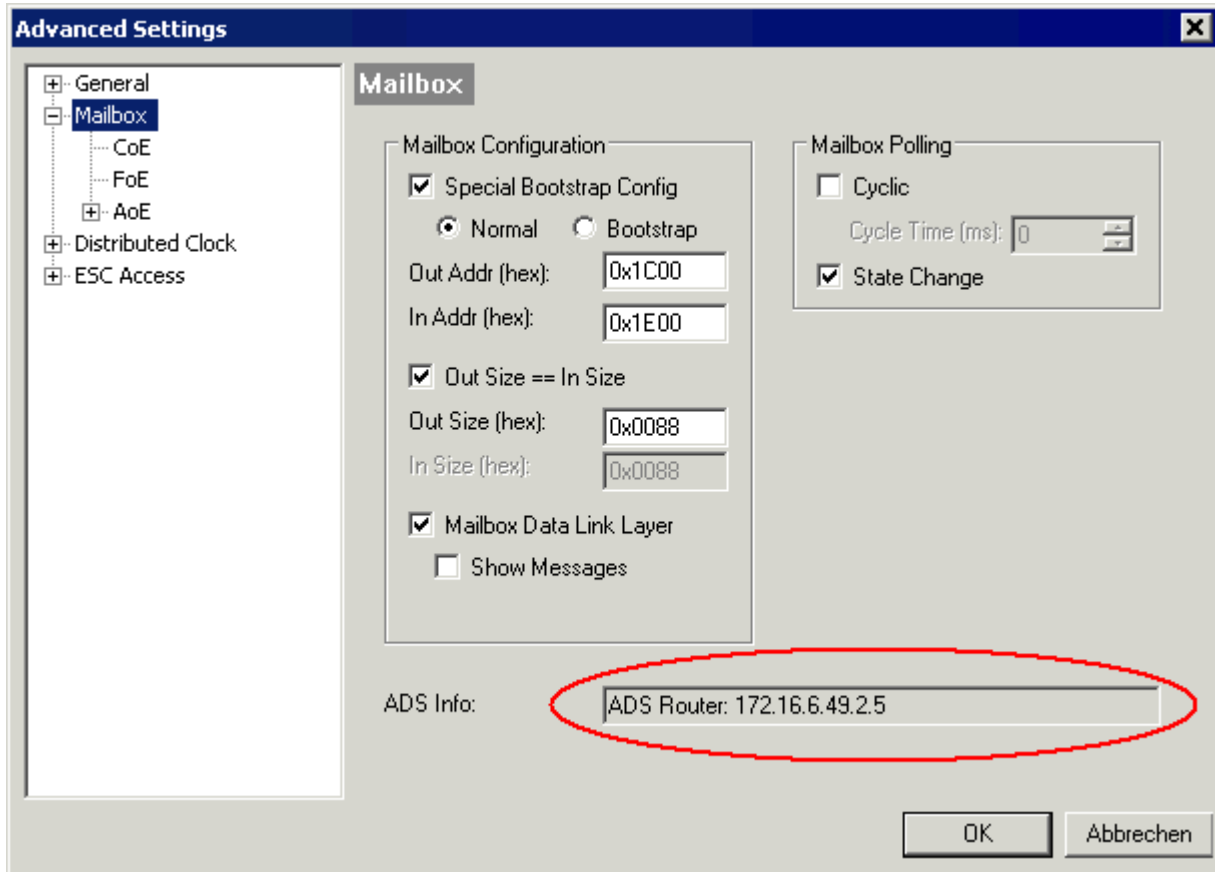 Advanced Settings
General
Mailbox
CoE
FoE
AoE
Distributed Clock
ESC Access
Mailbox
Mailbox Configuration
Special Bootstrap Config
Normal Bootstrap
Out Addr (hex): 0x1C00
In Addr (hex): 0x1E00
Out Size == In Size
Out Size (hex): 0x0088
In Size (hex): 0x0088
Mailbox Data Link Layer
Show Messages
Mailbox Polling
Cyclic
Cycle Time (ms): 0
State Change
ADS Info: ADS Router: 172.16.6.49.2.5
OK Abbrechen